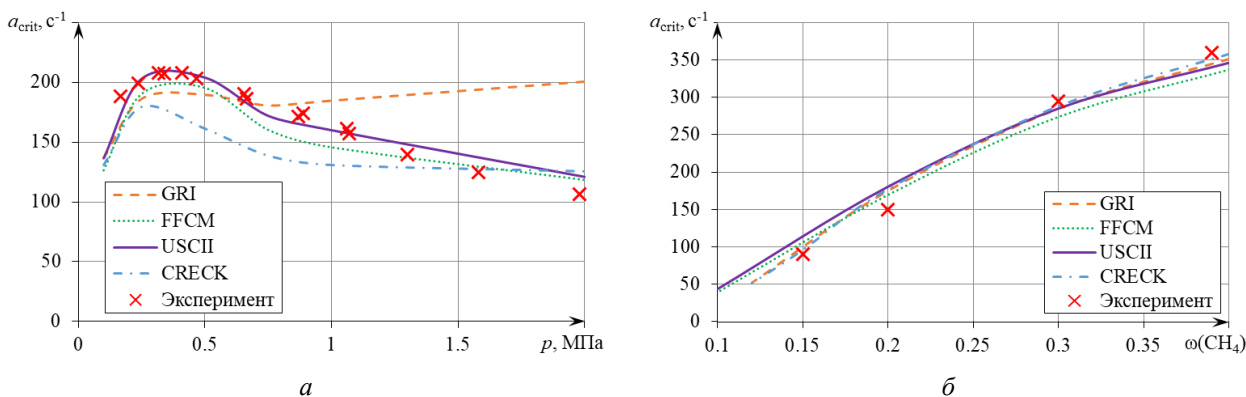 a_crit, с⁻¹
200
150
100
50
0
0
0.5
1
1.5
p, МПа
GRI
FFCM
USCII
CRECK
Эксперимент
а
a_crit, с⁻¹
350
300
250
200
150
100
50
0
0.1
0.15
0.2
0.25
0.3
0.35
ω(CH₄)
GRI
FFCM
USCII
CRECK
Эксперимент
б